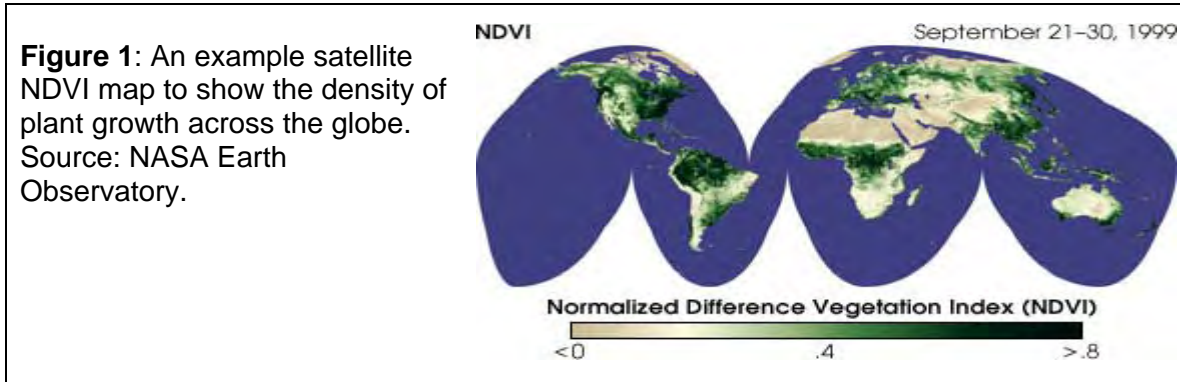 Figure 1: An example satellite
NDVI map to show the density of
plant growth across the globe.
Source: NASA Earth
Observatory.
NDVI
September 21–30, 1999
Normalized Difference Vegetation Index (NDVI)
<0 .4 >.8